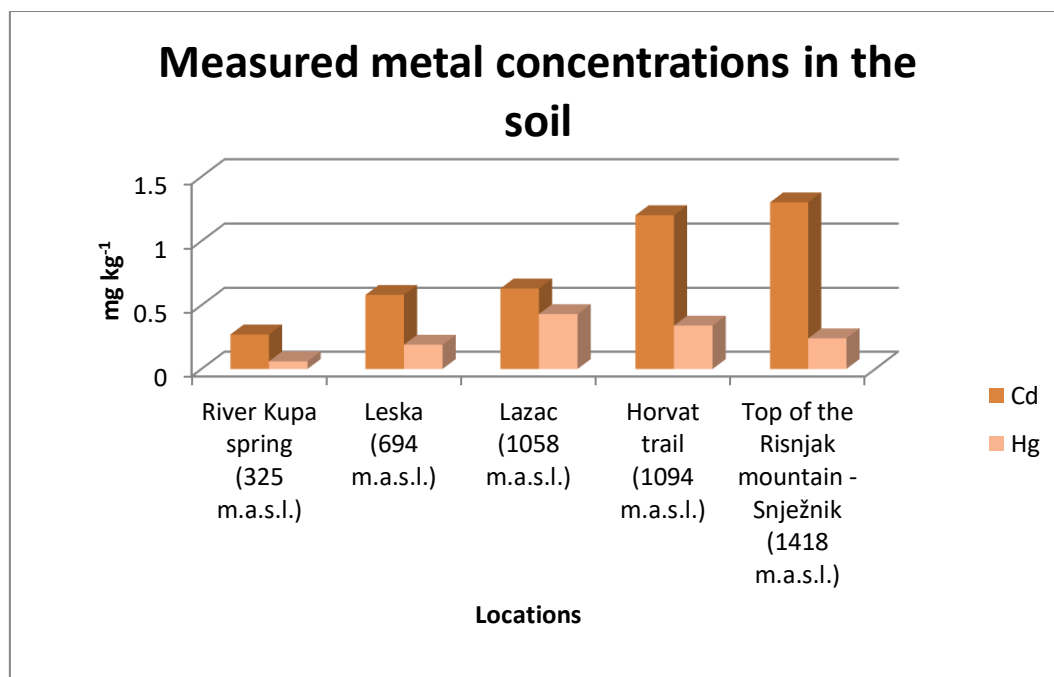 Measured metal concentrations in the
soil
1.5
1
0.5
0
mg kg⁻¹
River Kupa
spring
(325
m.a.s.l.)
Leska
(694
m.a.s.l.)
Lazac
(1058
m.a.s.l.)
Horvat
trail
(1094
m.a.s.l.)
Top of the
Risnjak
mountain -
Snježnik
(1418
m.a.s.l.)
Locations
Cd
Hg